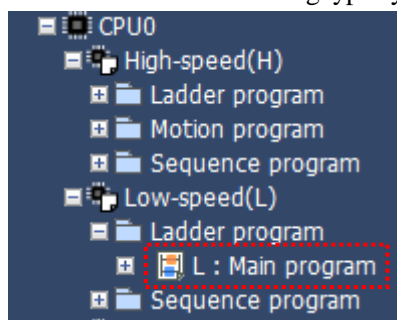 CPU0
High-speed(H)
Ladder program
Motion program
Sequence program
Low-speed(L)
Ladder program
L : Main program
Sequence program